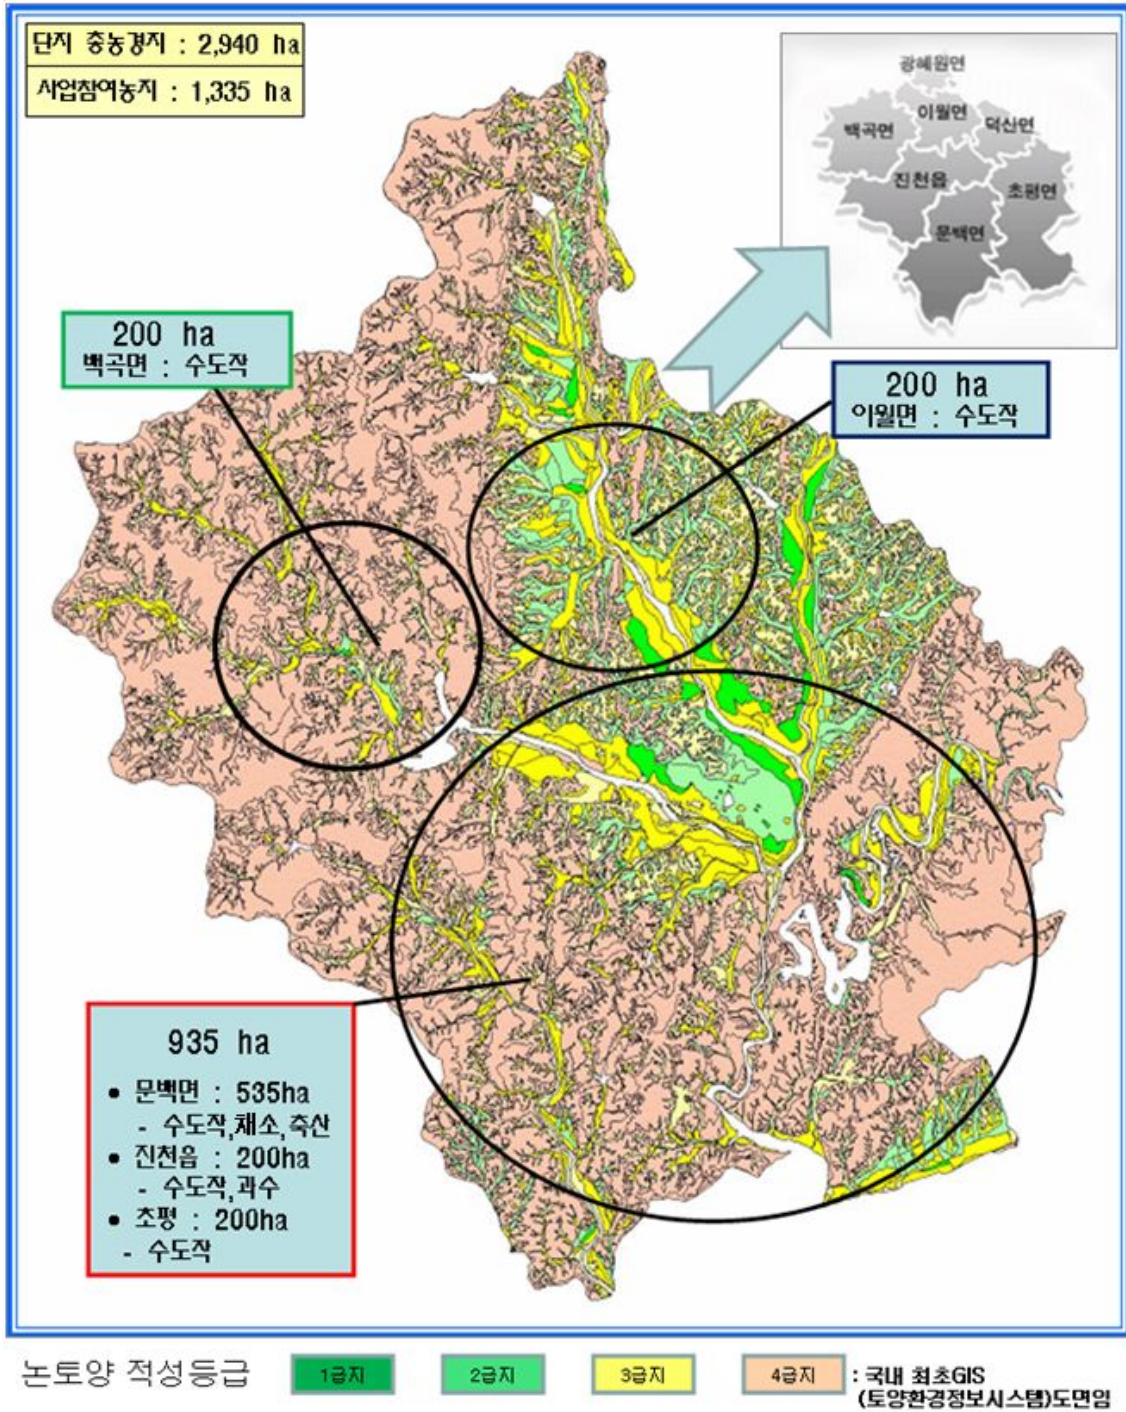 단지 총농경지 : 2,940 ha
사업참여농지 : 1,335 ha
광혜원면
이월면
덕산면
백곡면
진천읍
초평면
문백면
200 ha
백곡면 : 수도작
200 ha
이월면 : 수도작
935 ha
• 문백면 : 535ha
- 수도작,채소,축산
• 진천읍 : 200ha
- 수도작,과수
• 초평 : 200ha
- 수도작
논토양 적성등급
1급지
2급지
3급지
4급지
: 국내 최초GIS
(토양환경정보시스템)도면임